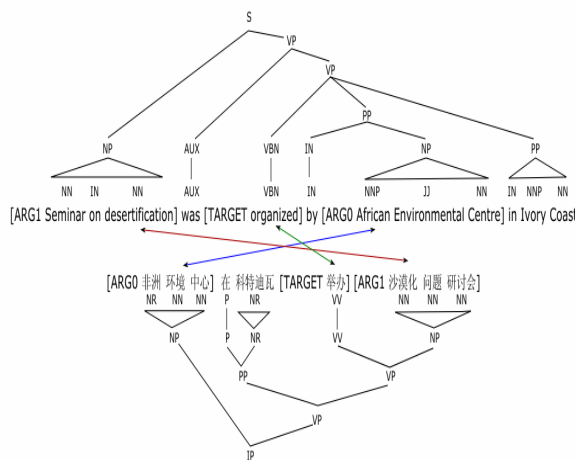 S
VP
VP
PP
NP AUX VBN IN NP PP
NN IN NN AUX VBN IN NNP JJ NN IN NNP NN
[ARG1 Seminar on desertification] was [TARGET organized] by [ARG0 African Environmental Centre] in Ivory Coast
[ARG0 非洲 环境 中心] 在 科特迪瓦 [TARGET 举办] [ARG1 沙漠化 问题 研讨会]
NR NN NN P NR VV NN NN NN
NP P NR VV NP
PP VP
VP
IP